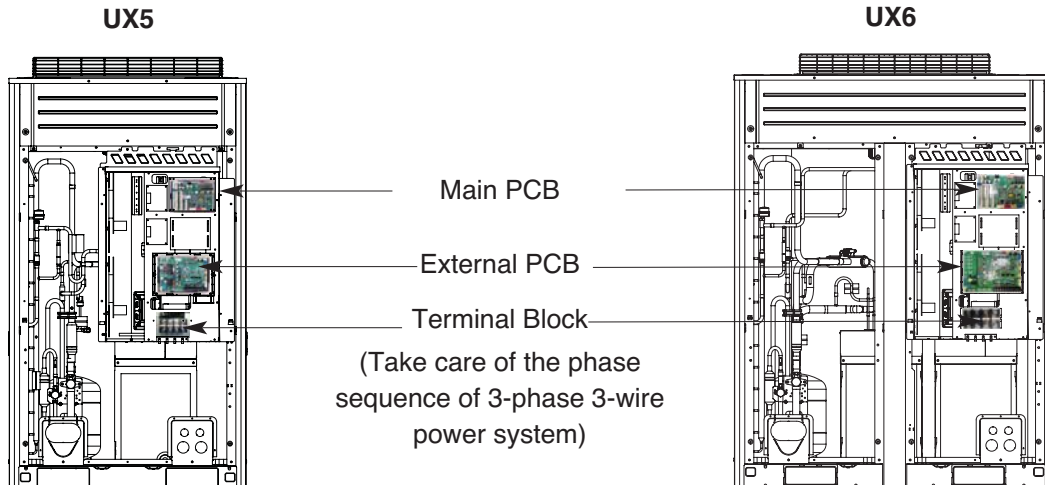 UX5
UX6
Main PCB
External PCB
Terminal Block
(Take care of the phase
sequence of 3-phase 3-wire
power system)